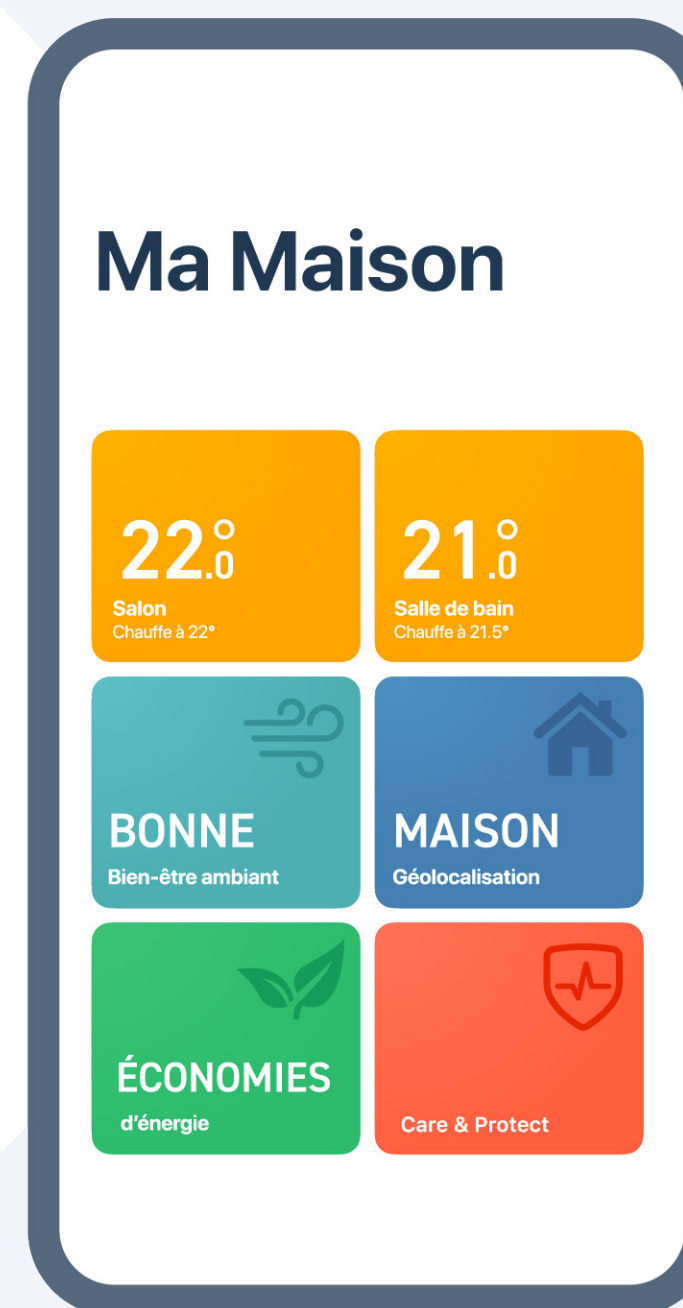 Ma Maison
22.0°
Salon
Chauffe à 22°
21.0°
Salle de bain
Chauffe à 21.5°
BONNE
Bien-être ambiant
MAISON
Géolocalisation
ÉCONOMIES
d'énergie
Care & Protect